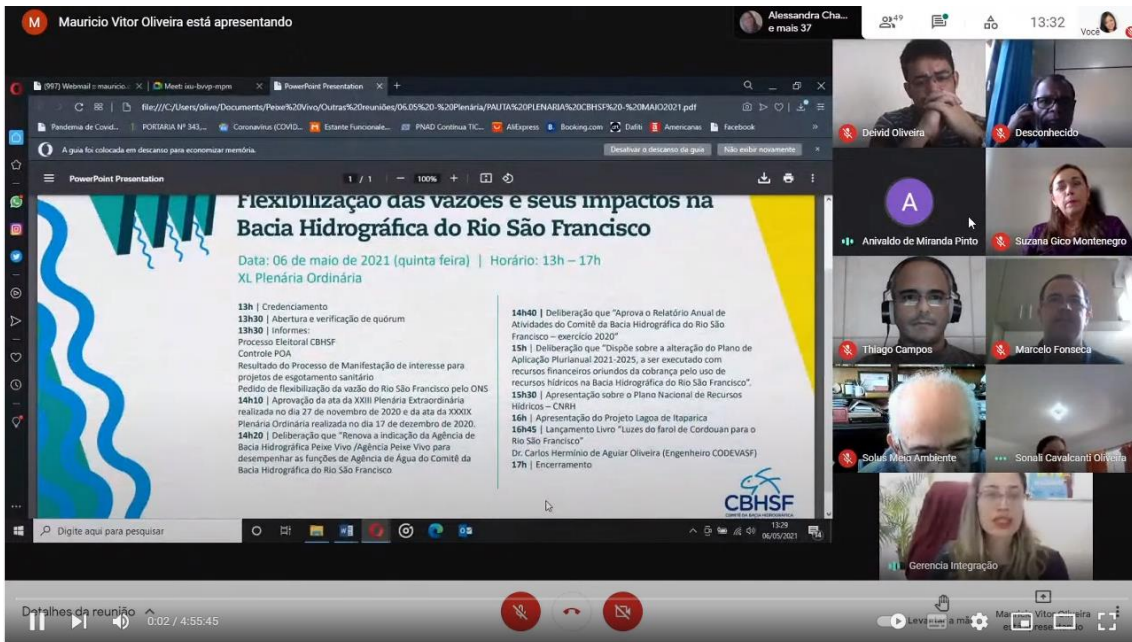 M Mauricio Vitor Oliveira está apresentando
Alessandra Cha...
e mais 37
49
13:32
Você
(997) Webmail :: mauricio.
Meet: ixu-bvvp-mpm
PowerPoint Presentation
file:///C:/Users/olive/Documents/Peixe%20Vivo/Outras%20reuniões/06.05%20-%20Plenária/PAUTA%20PLENARIA%20CBHSF%20-%20MAIO2021.pdf
Pandemia de Covid...
PORTARIA Nº 343,...
Coronavírus (COVID...
Estante Funcionale...
PNAD Contínua TIC...
AliExpress
Booking.com
Dafiti
Americanas
Facebook
A guia foi colocada em descanso para economizar memória.
Desativar o descanso da guia
Não exibir novamente
PowerPoint Presentation
1 / 1
100%
Flexibilização das vazões e seus impactos na
Bacia Hidrográfica do Rio São Francisco
Data: 06 de maio de 2021 (quinta feira) | Horário: 13h – 17h
XL Plenária Ordinária
13h | Credenciamento
13h30 | Abertura e verificação de quórum
13h30 | Informes:
Processo Eleitoral CBHSF
Controle POA
Resultado do Processo de Manifestação de interesse para
projetos de esgotamento sanitário
Pedido de flexibilização da vazão do Rio São Francisco pelo ONS
14h10 | Aprovação da ata da XXIII Plenária Extraordinária
realizada no dia 27 de novembro de 2020 e da ata da XXXIX
Plenária Ordinária realizada no dia 17 de dezembro de 2020.
14h20 | Deliberação que "Renova a indicação da Agência de
Bacia Hidrográfica Peixe Vivo /Agência Peixe Vivo para
desempenhar as funções de Agência de Água do Comitê da
Bacia Hidrográfica do Rio São Francisco
14h40 | Deliberação que "Aprova o Relatório Anual de
Atividades do Comitê da Bacia Hidrográfica do Rio São
Francisco – exercício 2020"
15h | Deliberação que "Dispõe sobre a alteração do Plano de
Aplicação Plurianual 2021-2025, a ser executado com
recursos financeiros oriundos da cobrança pelo uso de
recursos hídricos na Bacia Hidrográfica do Rio São Francisco".
15h30 | Apresentação sobre o Plano Nacional de Recursos
Hídricos – CNRH
16h | Apresentação do Projeto Lagoa de Itaparica
16h45 | Lançamento Livro "Luzes do farol de Cordouan para o
Rio São Francisco"
Dr. Carlos Hermínio de Aguiar Oliveira (Engenheiro CODEVASF)
17h | Encerramento
CBHSF
Digite aqui para pesquisar
13:29
06/05/2021
Deivid Oliveira
Desconhecido
A
Anivaldo de Miranda Pinto
Suzana Gico Montenegro
Thiago Campos
Marcelo Fonseca
Solus Meio Ambiente
Sonali Cavalcanti Oliveira
Gerencia Integração
Detalhes da reunião
0:02 / 4:55:45